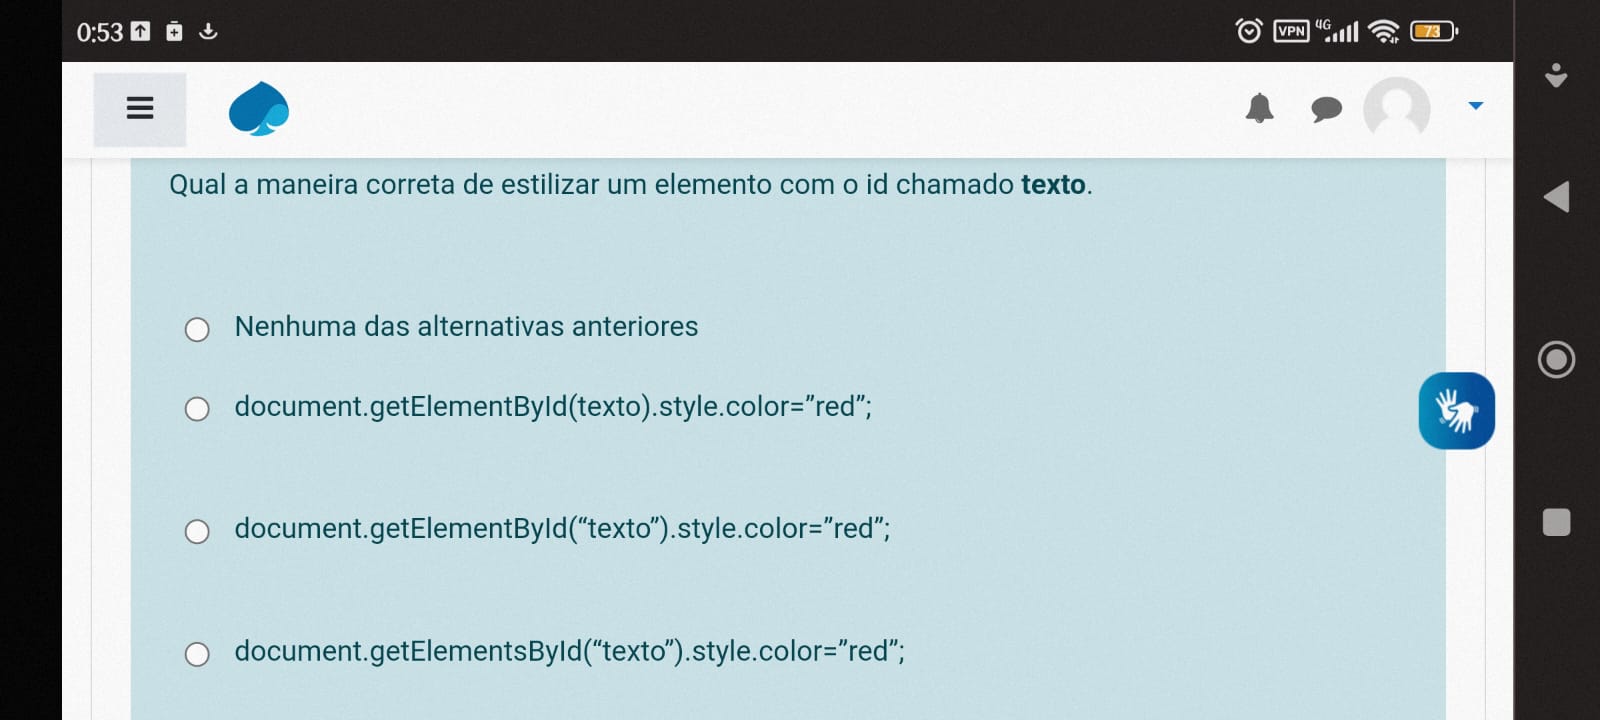 0:53
VPN 4G 73
Qual a maneira correta de estilizar um elemento com o id chamado texto.
Nenhuma das alternativas anteriores
document.getElementById(texto).style.color=”red”;
document.getElementById(“texto”).style.color=”red”;
document.getElementsById(“texto”).style.color=”red”;